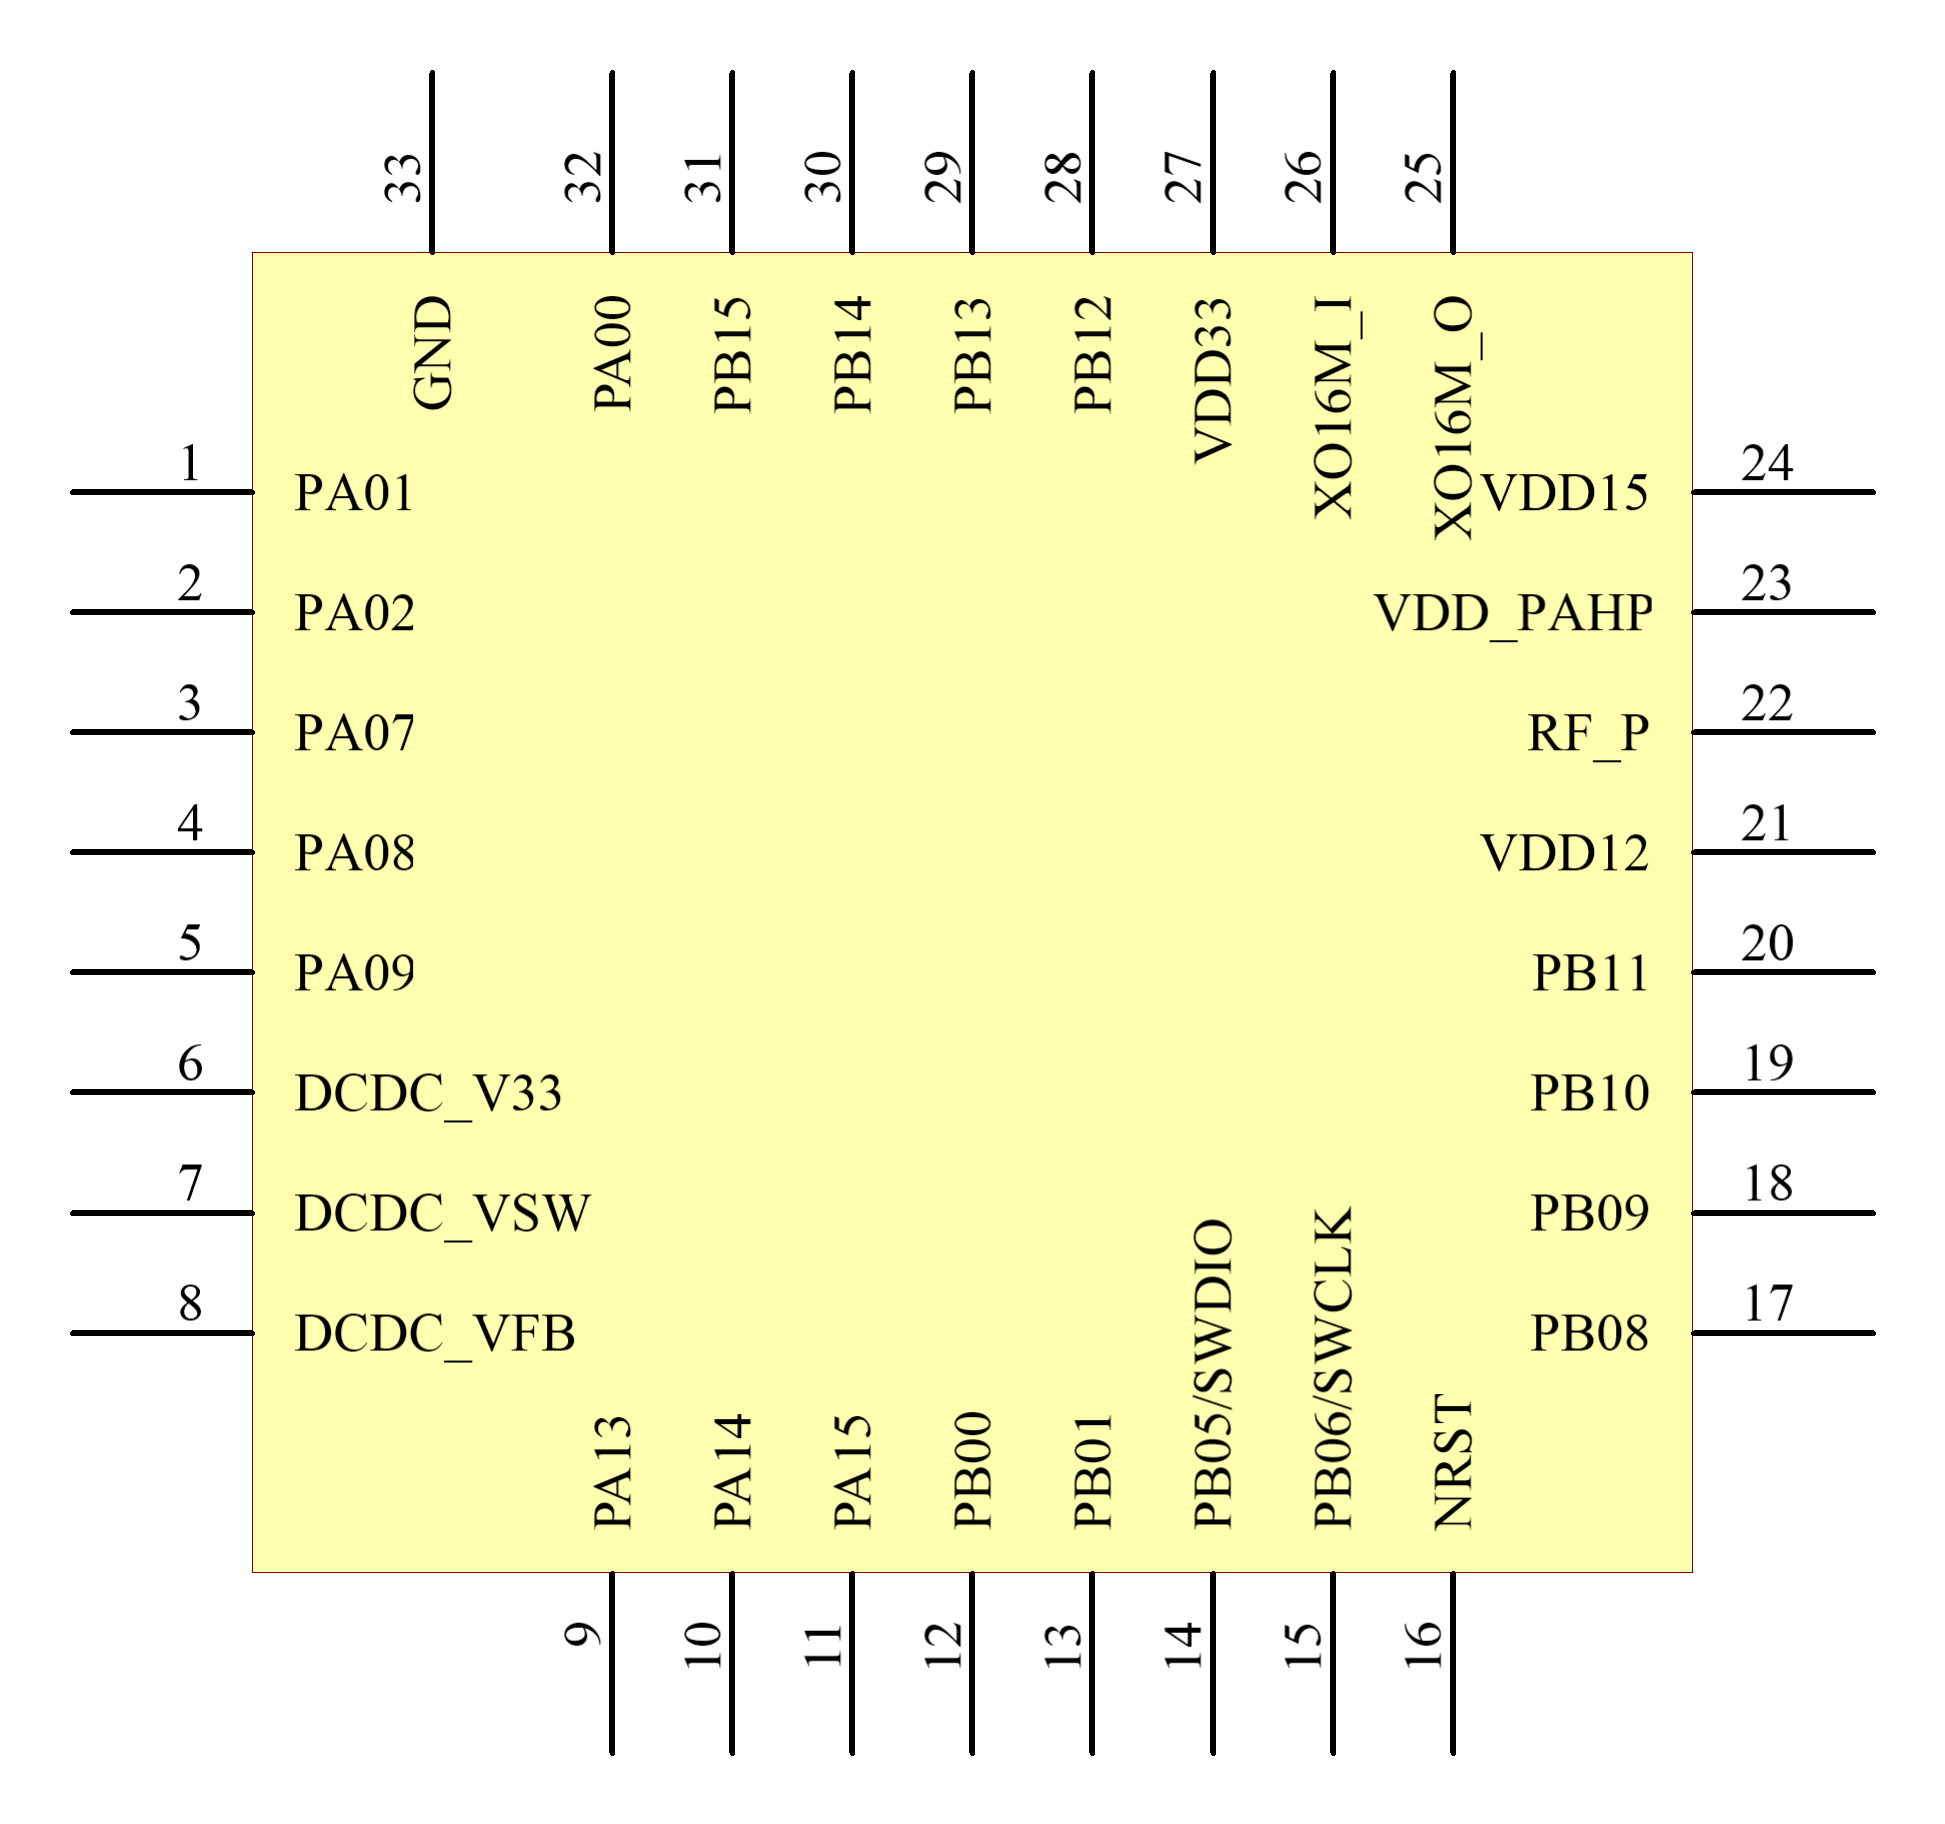 33
32
31
30
29
28
27
26
25
GND
PA00
PB15
PB14
PB13
PB12
VDD33
XO16M_I
XO16M_O
1
PA01
2
PA02
3
PA07
4
PA08
5
PA09
6
DCDC_V33
7
DCDC_VSW
8
DCDC_VFB
24
VDD15
23
VDD_PAHP
22
RF_P
21
VDD12
20
PB11
19
PB10
18
PB09
17
PB08
PA13
PA14
PA15
PB00
PB01
PB05/SWDIO
PB06/SWCLK
NRST
9
10
11
12
13
14
15
16